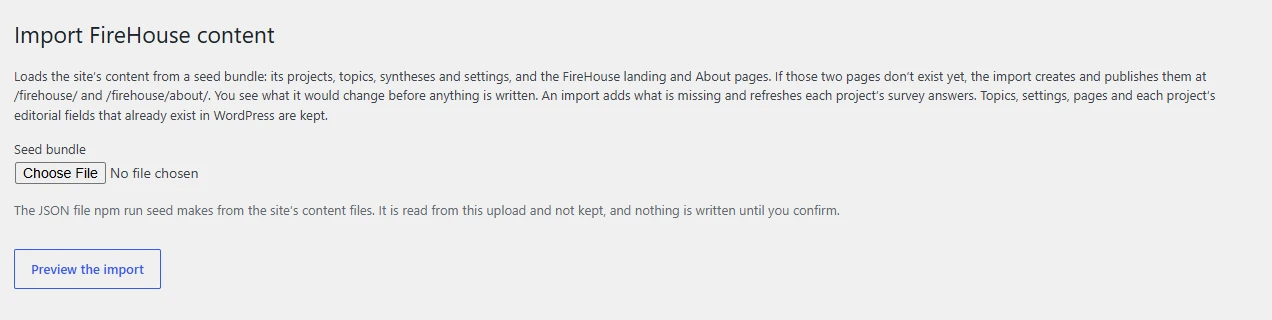 Import FireHouse content
Loads the site's content from a seed bundle: its projects, topics, syntheses and settings, and the FireHouse landing and About pages. If those two pages don't exist yet, the import creates and publishes them at
/firehouse/ and /firehouse/about/. You see what it would change before anything is written. An import adds what is missing and refreshes each project's survey answers. Topics, settings, pages and each project's
editorial fields that already exist in WordPress are kept.
Seed bundle
Choose File No file chosen
The JSON file npm run seed makes from the site's content files. It is read from this upload and not kept, and nothing is written until you confirm.
Preview the import